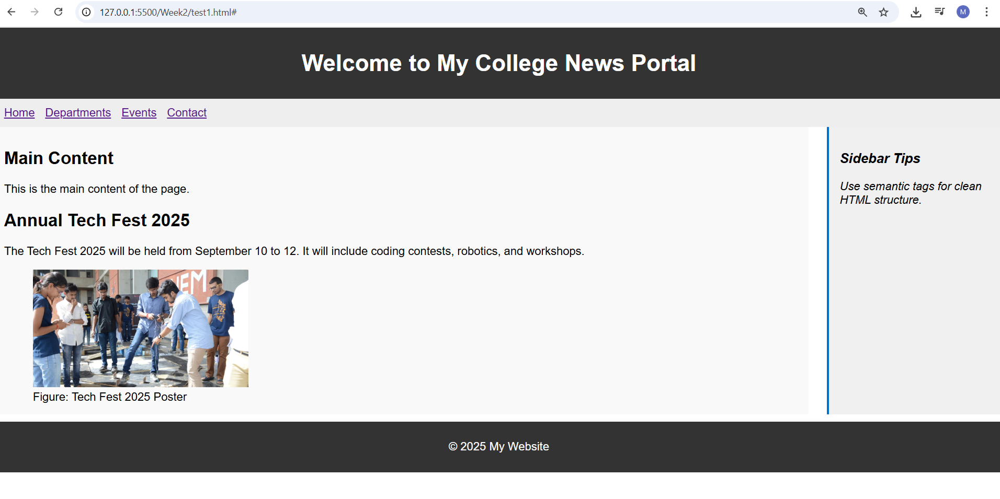 127.0.0.1:5500/Week2/test1.html#
M
Welcome to My College News Portal
Home Departments Events Contact
Main Content
This is the main content of the page.
Annual Tech Fest 2025
The Tech Fest 2025 will be held from September 10 to 12. It will include coding contests, robotics, and workshops.
EM
Figure: Tech Fest 2025 Poster
Sidebar Tips
Use semantic tags for clean
HTML structure.
© 2025 My Website